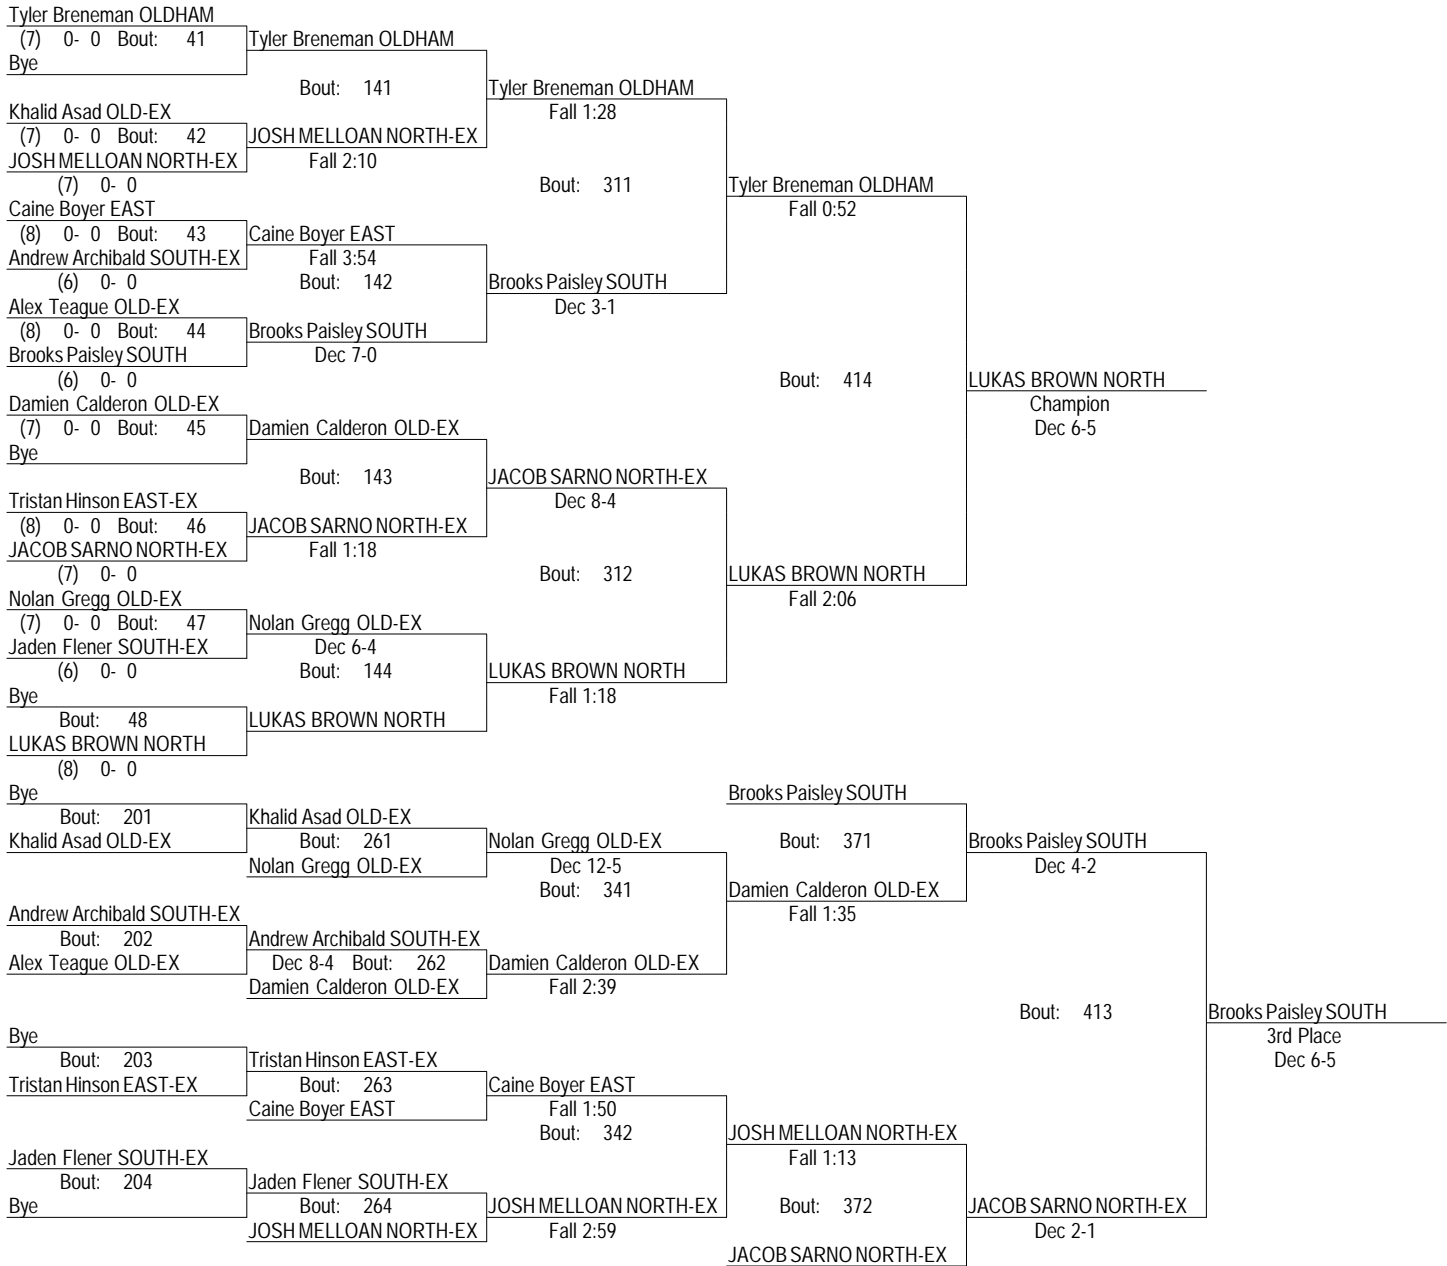 Tyler Breneman OLDHAM
(7) 0- 0 Bout: 41 Tyler Breneman OLDHAM
Bye
Bout: 141 Tyler Breneman OLDHAM
Khalid Asad OLD-EX Fall 1:28
(7) 0- 0 Bout: 42 JOSH MELLOAN NORTH-EX
JOSH MELLOAN NORTH-EX Fall 2:10
(7) 0- 0 Bout: 311 Tyler Breneman OLDHAM
Caine Boyer EAST Fall 0:52
(8) 0- 0 Bout: 43 Caine Boyer EAST
Andrew Archibald SOUTH-EX Fall 3:54
(6) 0- 0 Bout: 142 Brooks Paisley SOUTH
Alex Teague OLD-EX Dec 3-1
(8) 0- 0 Bout: 44 Brooks Paisley SOUTH
Brooks Paisley SOUTH Dec 7-0
(6) 0- 0 Bout: 414 LUKAS BROWN NORTH
Damien Calderon OLD-EX Champion
(7) 0- 0 Bout: 45 Damien Calderon OLD-EX Dec 6-5
Bye
Bout: 143 JACOB SARNO NORTH-EX
Tristan Hinson EAST-EX Dec 8-4
(8) 0- 0 Bout: 46 JACOB SARNO NORTH-EX
JACOB SARNO NORTH-EX Fall 1:18
(7) 0- 0 Bout: 312 LUKAS BROWN NORTH
Nolan Gregg OLD-EX Fall 2:06
(7) 0- 0 Bout: 47 Nolan Gregg OLD-EX
Jaden Flener SOUTH-EX Dec 6-4
(6) 0- 0 Bout: 144 LUKAS BROWN NORTH
Bye Fall 1:18
Bout: 48 LUKAS BROWN NORTH
LUKAS BROWN NORTH
(8) 0- 0
Bye Brooks Paisley SOUTH
Bout: 201 Khalid Asad OLD-EX
Khalid Asad OLD-EX Bout: 261 Nolan Gregg OLD-EX Bout: 371 Brooks Paisley SOUTH
Nolan Gregg OLD-EX Dec 12-5 Dec 4-2
Bout: 341 Damien Calderon OLD-EX
Andrew Archibald SOUTH-EX Fall 1:35
Bout: 202 Andrew Archibald SOUTH-EX
Alex Teague OLD-EX Dec 8-4 Bout: 262 Damien Calderon OLD-EX
Damien Calderon OLD-EX Fall 2:39
Bout: 413 Brooks Paisley SOUTH
Bye 3rd Place
Bout: 203 Tristan Hinson EAST-EX Dec 6-5
Tristan Hinson EAST-EX Bout: 263 Caine Boyer EAST
Caine Boyer EAST Fall 1:50
Bout: 342 JOSH MELLOAN NORTH-EX
Jaden Flener SOUTH-EX Fall 1:13
Bout: 204 Jaden Flener SOUTH-EX
Bye Bout: 264 JOSH MELLOAN NORTH-EX Bout: 372 JACOB SARNO NORTH-EX
JOSH MELLOAN NORTH-EX Fall 2:59 Dec 2-1
JACOB SARNO NORTH-EX